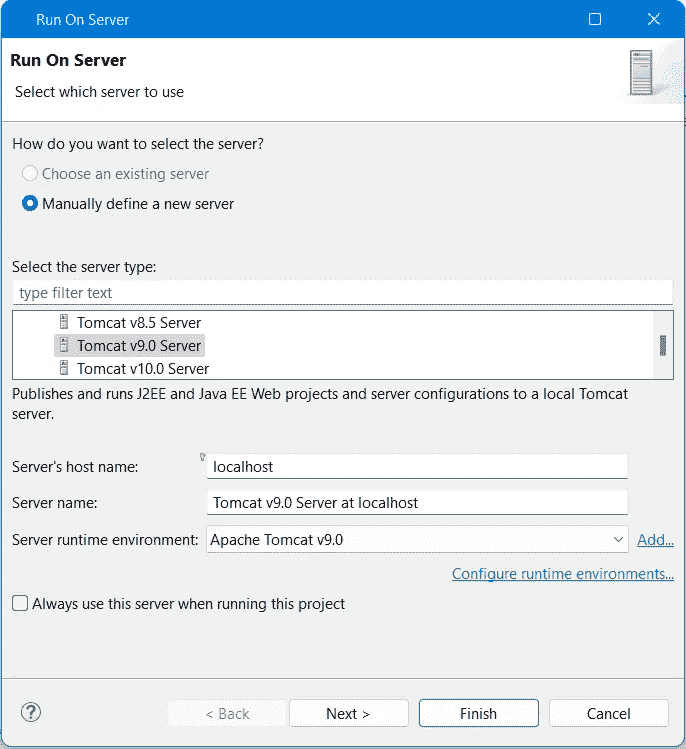 Run On Server
Run On Server
Select which server to use
How do you want to select the server?
Choose an existing server
Manually define a new server
Select the server type:
type filter text
Tomcat v8.5 Server
Tomcat v9.0 Server
Tomcat v10.0 Server
Publishes and runs J2EE and Java EE Web projects and server configurations to a local Tomcat
server.
Server's host name: localhost
Server name: Tomcat v9.0 Server at localhost
Server runtime environment: Apache Tomcat v9.0 Add...
Configure runtime environments...
Always use this server when running this project
? < Back Next > Finish Cancel